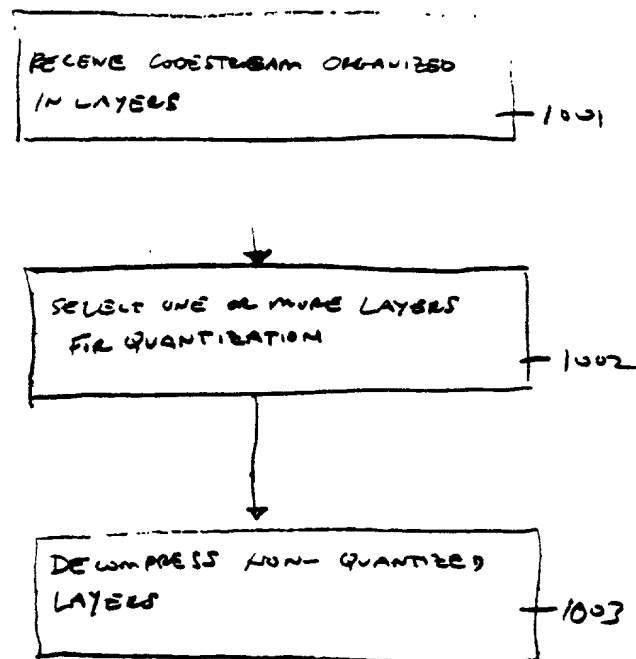 RECEIVE CODESTREAM ORGANIZED
IN LAYERS
1001
SELECT ONE OR MORE LAYERS
FOR QUANTIZATION
1002
DECOMPRESS NON-QUANTIZED
LAYERS
1003